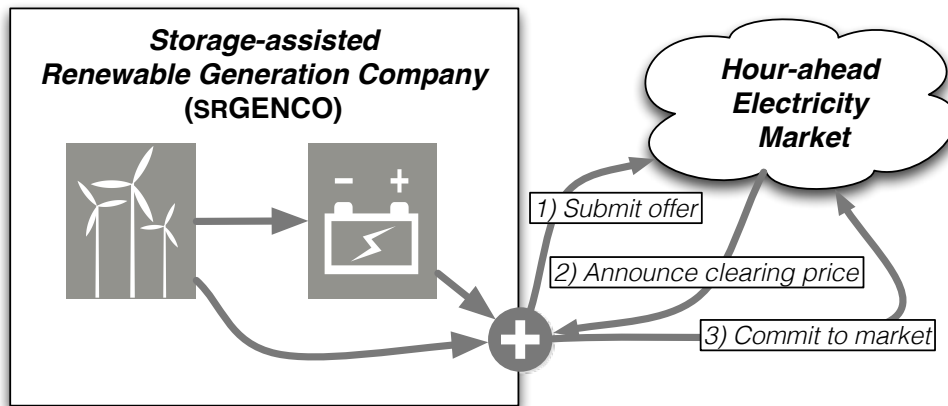 Storage-assisted
Renewable Generation Company
(SRGENCO)
Hour-ahead
Electricity
Market
1) Submit offer
2) Announce clearing price
3) Commit to market